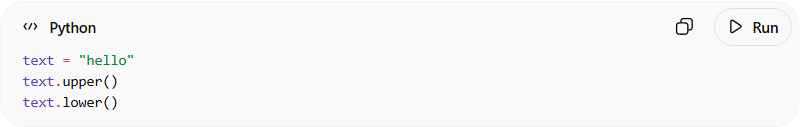 Python
Run
text = "hello"
text.upper()
text.lower()